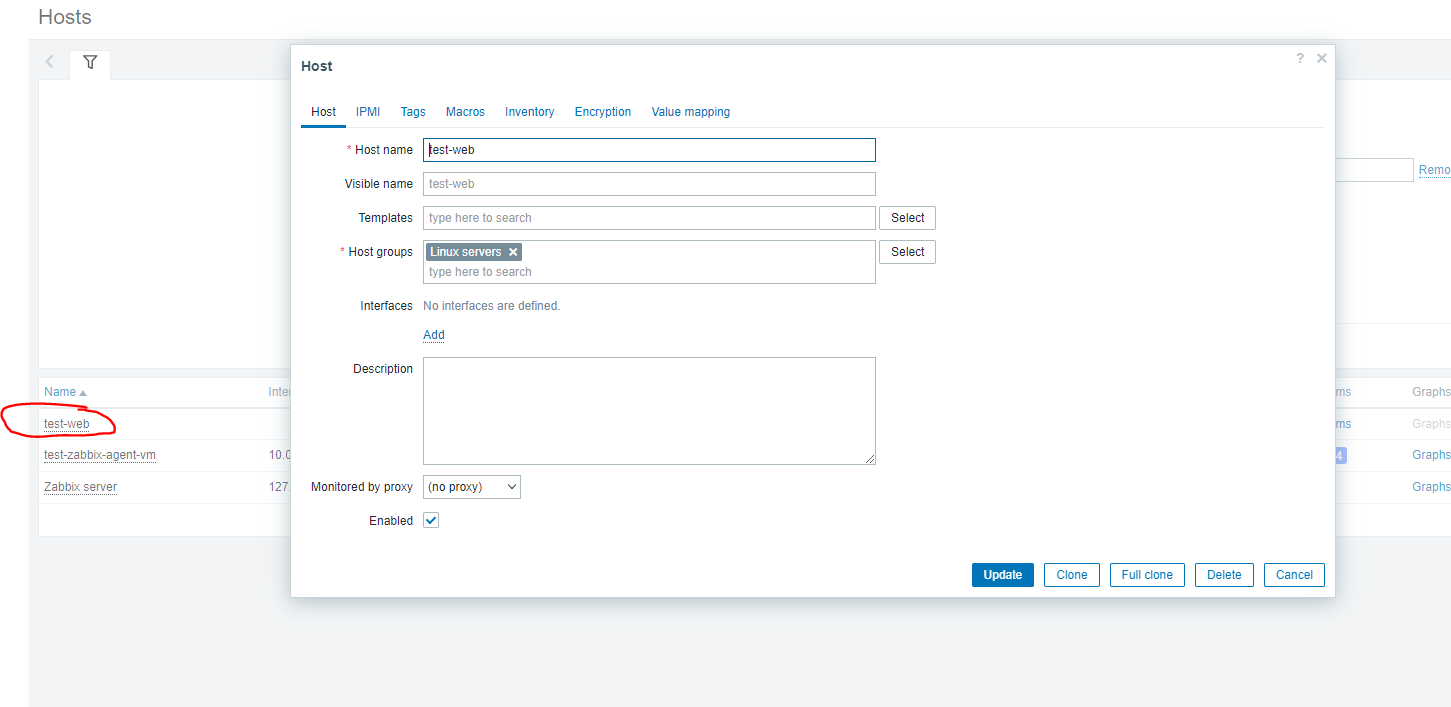 Hosts
Host
?
Host IPMI Tags Macros Inventory Encryption Value mapping
* Host name test-web
Visible name test-web
Remo
Templates type here to search Select
* Host groups Linux servers Select
type here to search
Interfaces No interfaces are defined.
Add
Description
Name Inter ms Graphs
test-web ms Graphs
test-zabbix-agent-vm 10.0 4 Graphs
Zabbix server 127. Graphs
Monitored by proxy (no proxy)
Enabled
Update Clone Full clone Delete Cancel